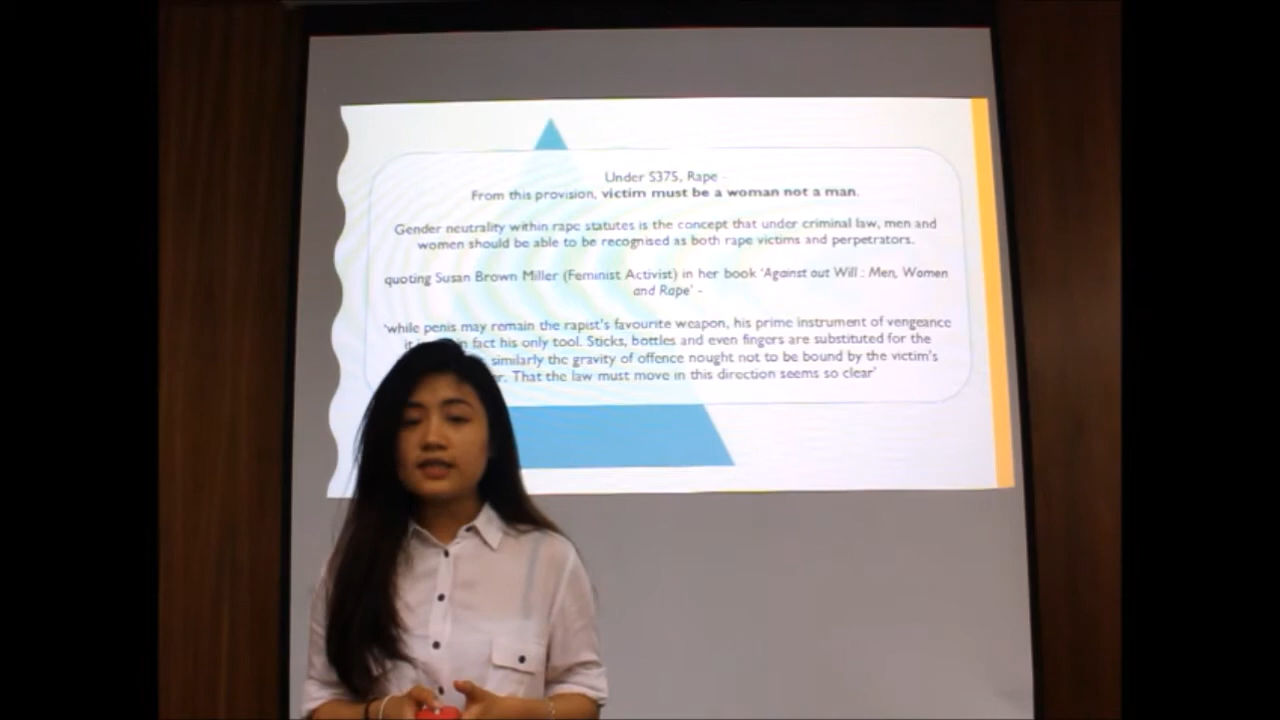 Under S375, Rape -
From this provision, victim must be a woman not a man.
Gender neutrality within rape statutes is the concept that under criminal law, men and
women should be able to be recognised as both rape victims and perpetrators.
quoting Susan Brown Miller (Feminist Activist) in her book 'Against out Will : Men, Women
and Rape' -
'while penis may remain the rapist's favourite weapon, his prime instrument of vengeance
in fact his only tool. Sticks, bottles and even fingers are substituted for the
similarly the gravity of offence nought not to be bound by the victim's
That the law must move in this direction seems so clear'